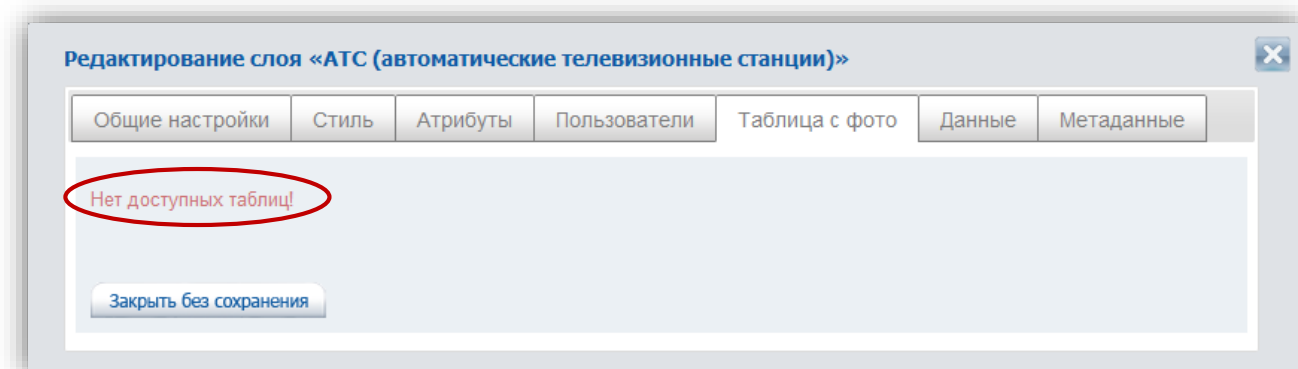 Редактирование слоя «АТС (автоматические телевизионные станции)»
Общие настройки Стиль Атрибуты Пользователи Таблица с фото Данные Метаданные
Нет доступных таблиц!
Закрыть без сохранения